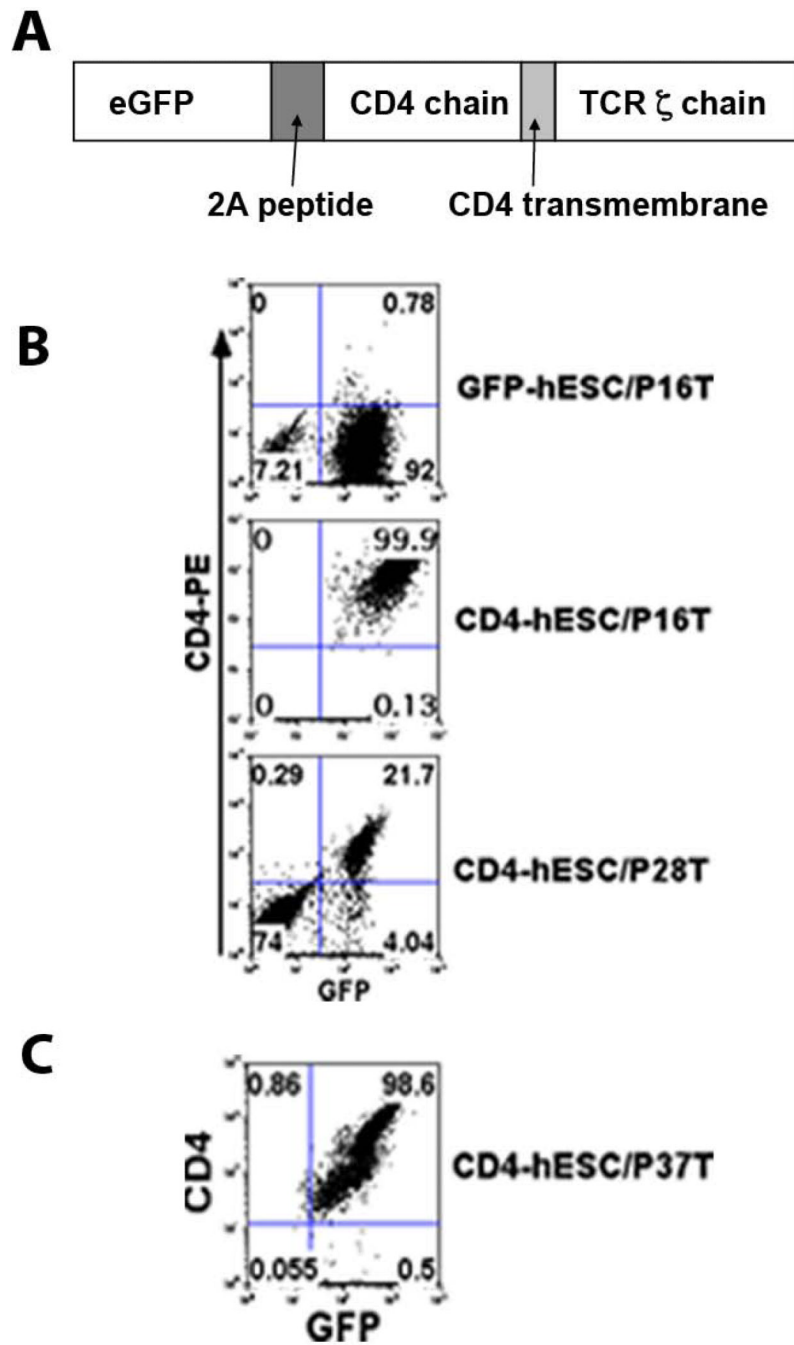 A
eGFP
CD4 chain
TCR ζ chain
2A peptide
CD4 transmembrane
B
CD4-PE
0 0.78
7.21 92
GFP-hESC/P16T
0 99.9
0 0.13
CD4-hESC/P16T
0.29 21.7
74 4.04
CD4-hESC/P28T
GFP
C
CD4
0.86 98.6
0.055 0.5
CD4-hESC/P37T
GFP